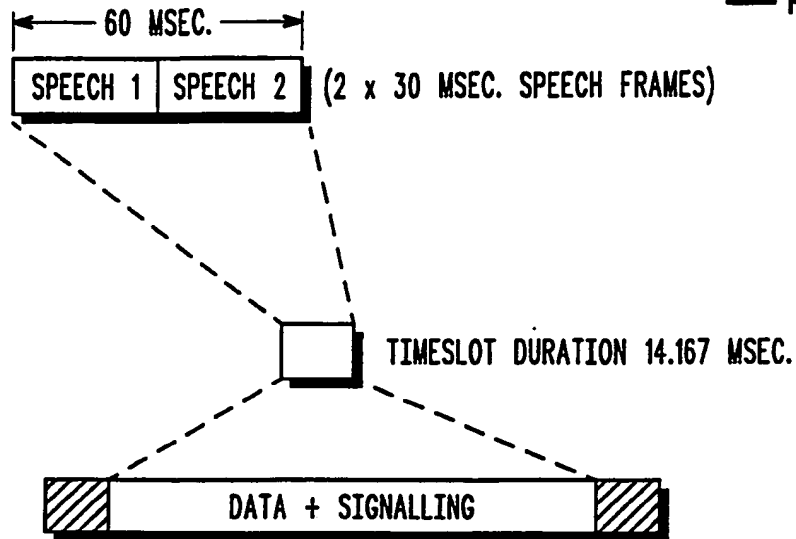 60 MSEC.
SPEECH 1 SPEECH 2 (2 x 30 MSEC. SPEECH FRAMES)
TIMESLOT DURATION 14.167 MSEC.
DATA + SIGNALLING